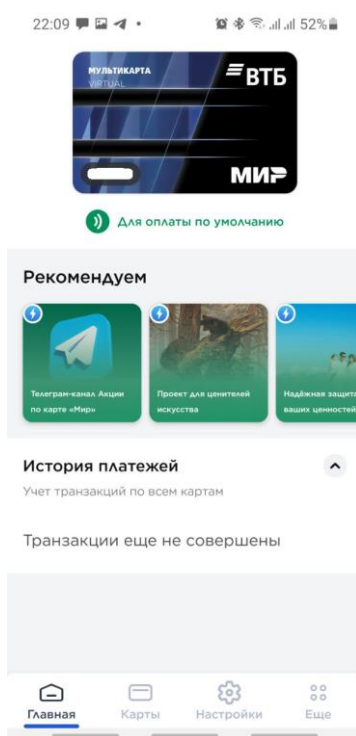 22:09
52%
МУЛЬТИКАРТА
VIRTUAL
ВТБ
МИР
Для оплаты по умолчанию
Рекомендуем
Телеграм-канал Акции
по карте «Мир»
Проект для ценителей
искусства
Надёжная защита
ваших ценностей
История платежей
Учет транзакций по всем картам
Транзакции еще не совершены
Главная
Карты
Настройки
Еще